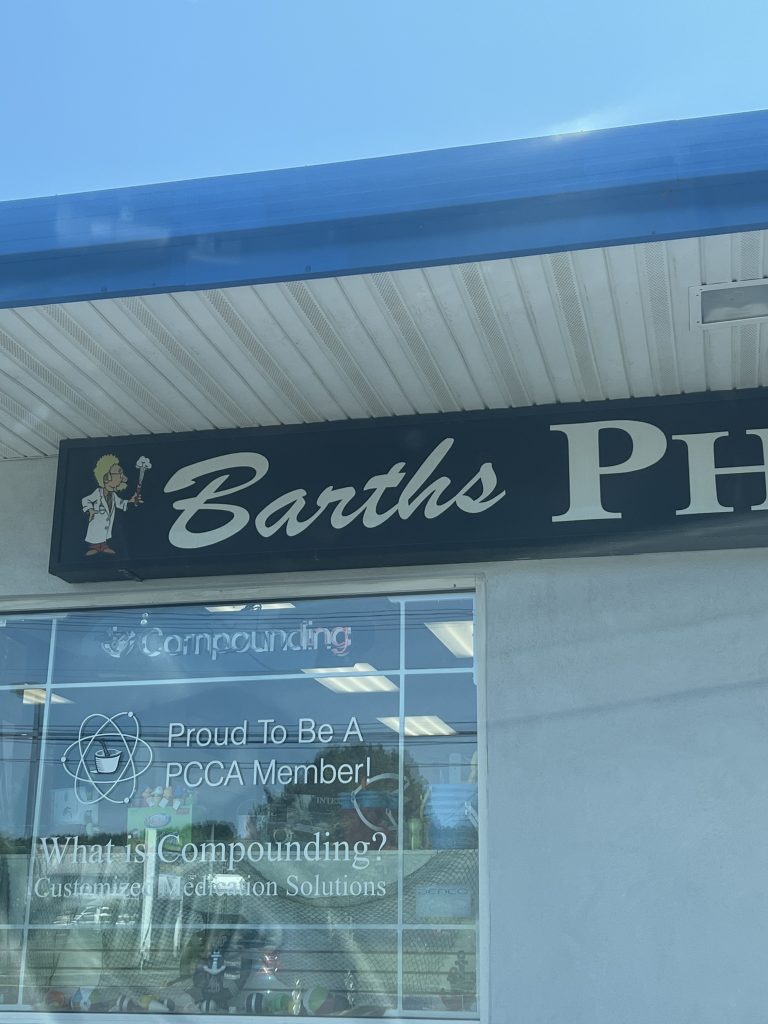 Barths PH
Compounding
Proud To Be A
PCCA Member!
What is Compounding?
Customized Medication Solutions